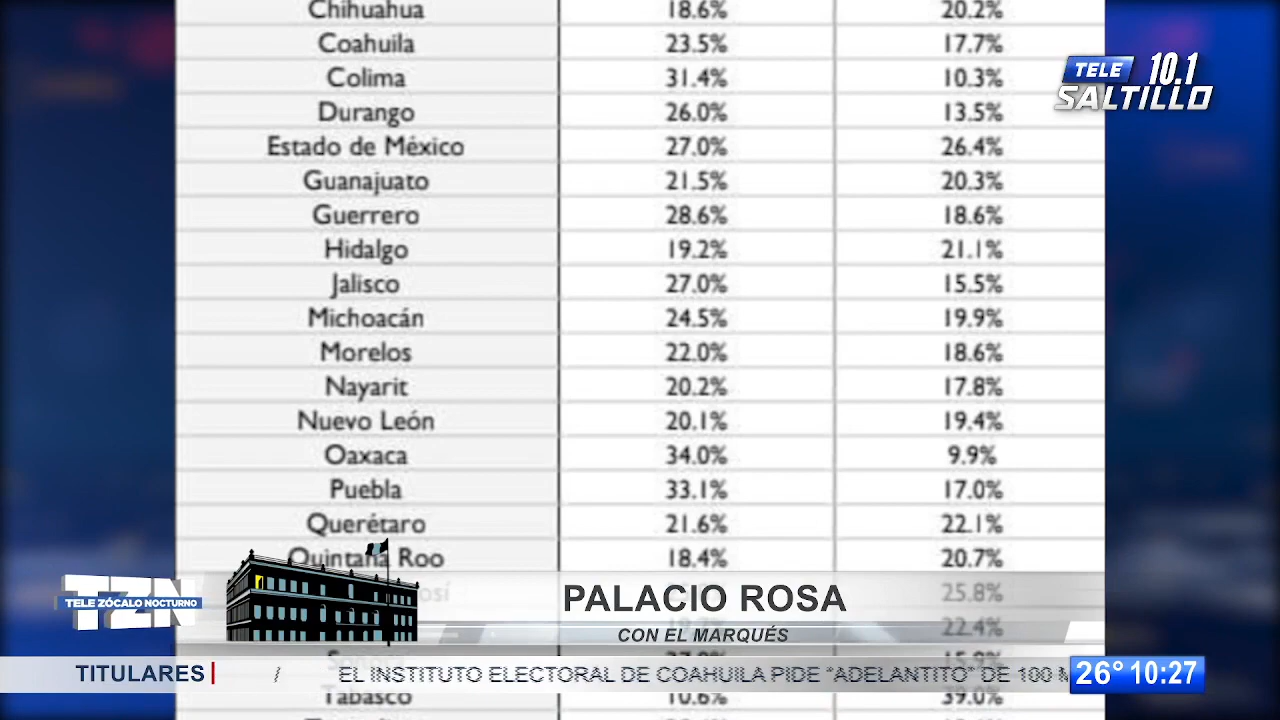 Chihuahua 18.6% 20.2%
Coahuila 23.5% 17.7%
Colima 31.4% 10.3%
Durango 26.0% 13.5%
Estado de México 27.0% 26.4%
Guanajuato 21.5% 20.3%
Guerrero 28.6% 18.6%
Hidalgo 19.2% 21.1%
Jalisco 27.0% 15.5%
Michoacán 24.5% 19.9%
Morelos 22.0% 18.6%
Nayarit 20.2% 17.8%
Nuevo León 20.1% 19.4%
Oaxaca 34.0% 9.9%
Puebla 33.1% 17.0%
Querétaro 21.6% 22.1%
Quintana Roo 18.4% 20.7%
25.8%
22.4%
Tabasco 10.6% 39.0%
TELE 10.1
SALTILLO
TZN
TELE ZÓCALO NOCTURNO
PALACIO ROSA
CON EL MARQUÉS
TITULARES / EL INSTITUTO ELECTORAL DE COAHUILA PIDE "ADELANTITO" DE 100
26° 10:27